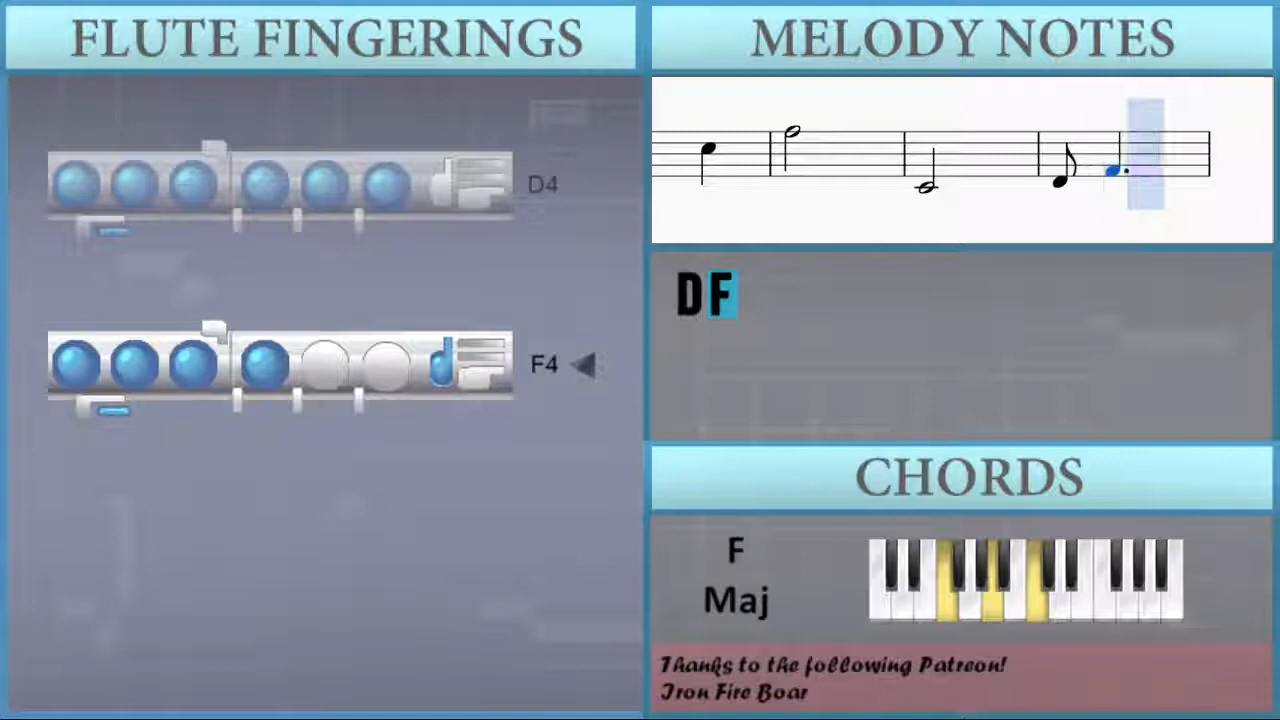 FLUTE FINGERINGS
D4
F4
MELODY NOTES
DF
CHORDS
F
Maj
Thanks to the following Patreon!
Iron Fire Boar